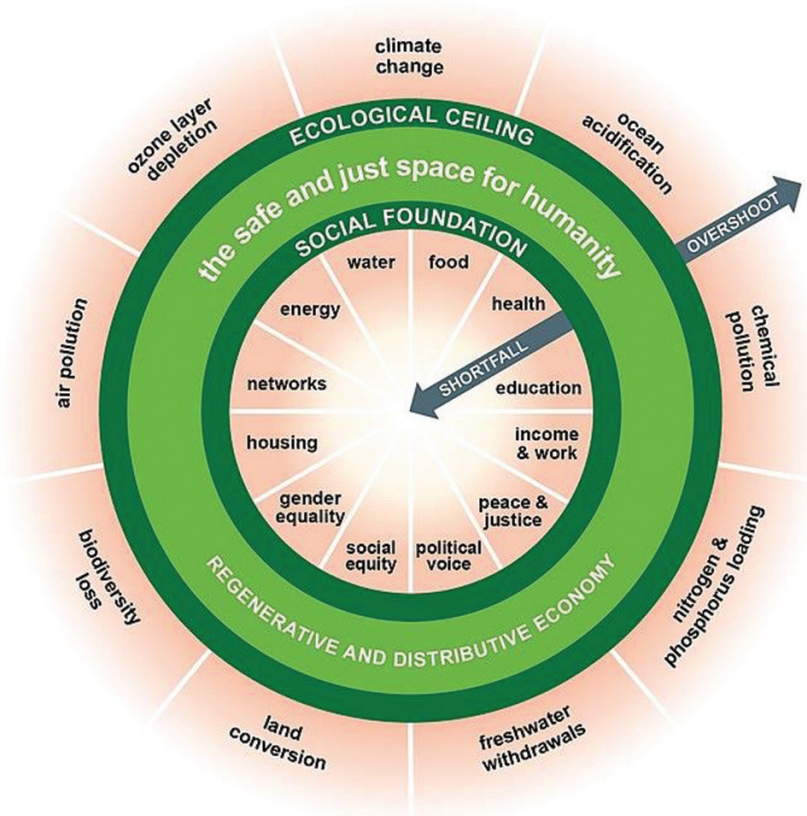 climate
change
ocean
acidification
OVERSHOOT
chemical
pollution
nitrogen &
phosphorus loading
freshwater
withdrawals
land
conversion
biodiversity
loss
air pollution
ozone layer
depletion
ECOLOGICAL CEILING
the safe and just space for humanity
SOCIAL FOUNDATION
water
food
health
SHORTFALL
education
income
& work
peace &
justice
political
voice
social
equity
gender
equality
housing
networks
energy
REGENERATIVE AND DISTRIBUTIVE ECONOMY